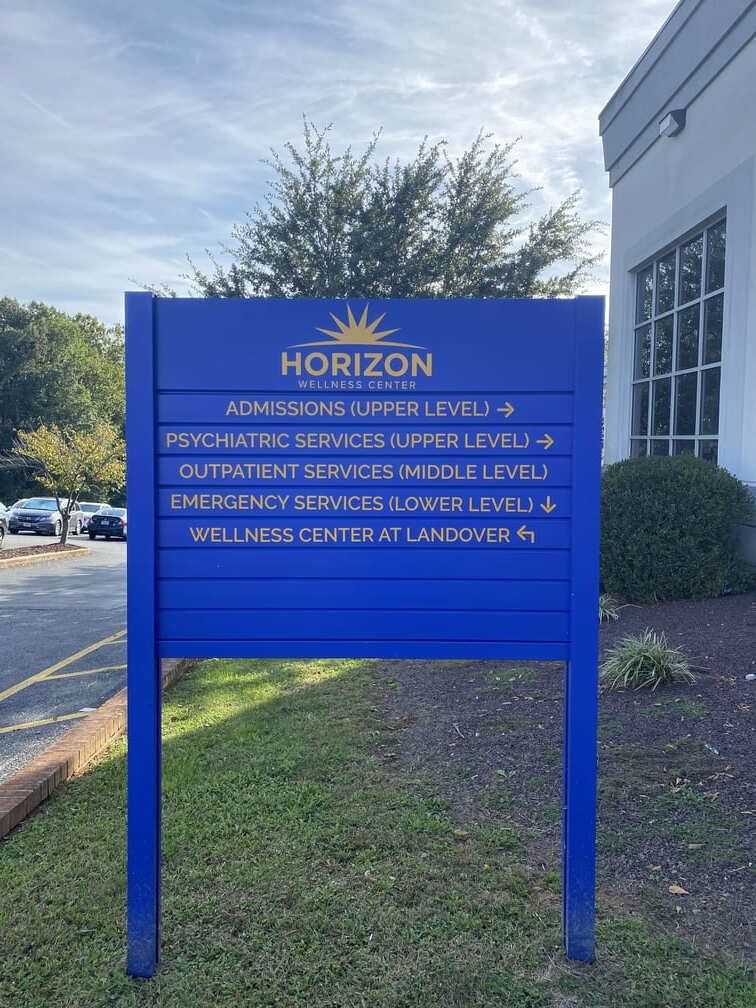 HORIZON
WELLNESS CENTER
ADMISSIONS (UPPER LEVEL) →
PSYCHIATRIC SERVICES (UPPER LEVEL) →
OUTPATIENT SERVICES (MIDDLE LEVEL)
EMERGENCY SERVICES (LOWER LEVEL) ↓
WELLNESS CENTER AT LANDOVER ↰